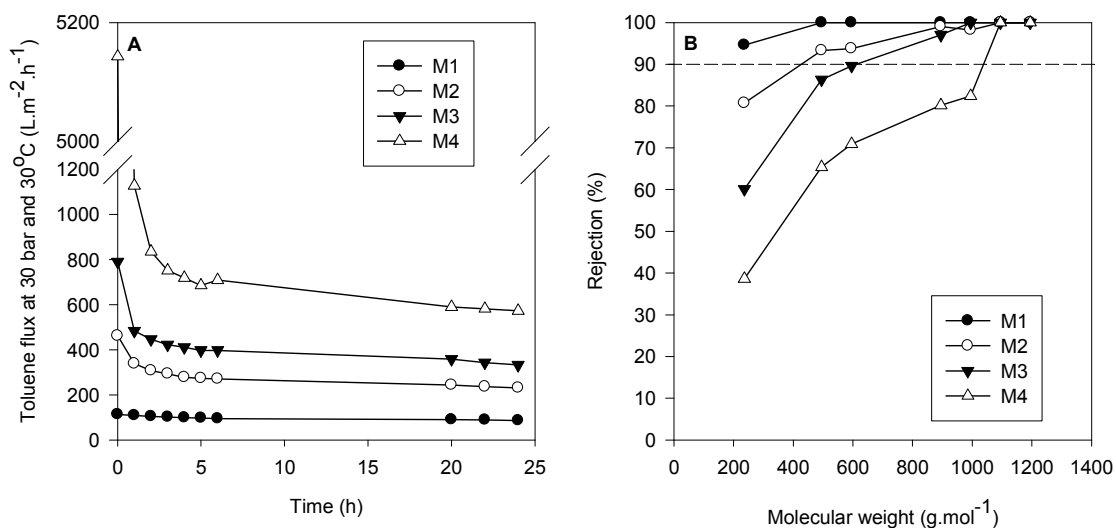 A
M1
M2
M3
M4
5200
5000
1200
1000
800
600
400
200
0
Toluene flux at 30 bar and 30°C (L.m⁻².h⁻¹)
0 5 10 15 20 25
Time (h)
B
100
90
80
70
60
50
40
30
20
10
0
Rejection (%)
M1
M2
M3
M4
0 200 400 600 800 1000 1200 1400
Molecular weight (g.mol⁻¹)